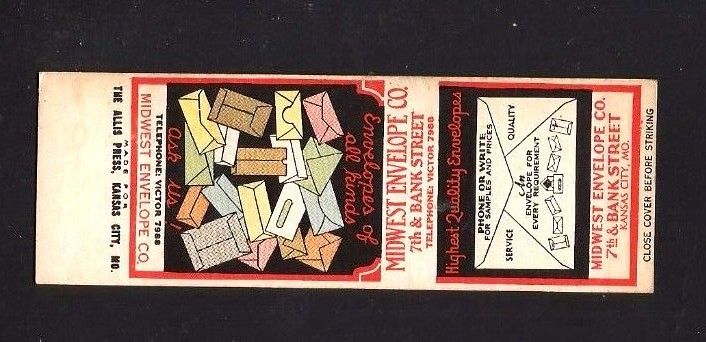 MADE FOR
THE ALLIS PRESS, KANSAS CITY, MO.
TELEPHONE: VICTOR 7988
MIDWEST ENVELOPE CO.
Envelopes of
all kinds
ask us!
MIDWEST ENVELOPE CO.
7th & BANK STREET
TELEPHONE: VICTOR 7988
Highest Quality Envelopes
PHONE OR WRITE
FOR SAMPLES AND PRICES
QUALITY
SERVICE
An
ENVELOPE FOR
EVERY REQUIREMENT
MIDWEST ENVELOPE CO.
7th & BANK STREET
KANSAS CITY, MO.
CLOSE COVER BEFORE STRIKING